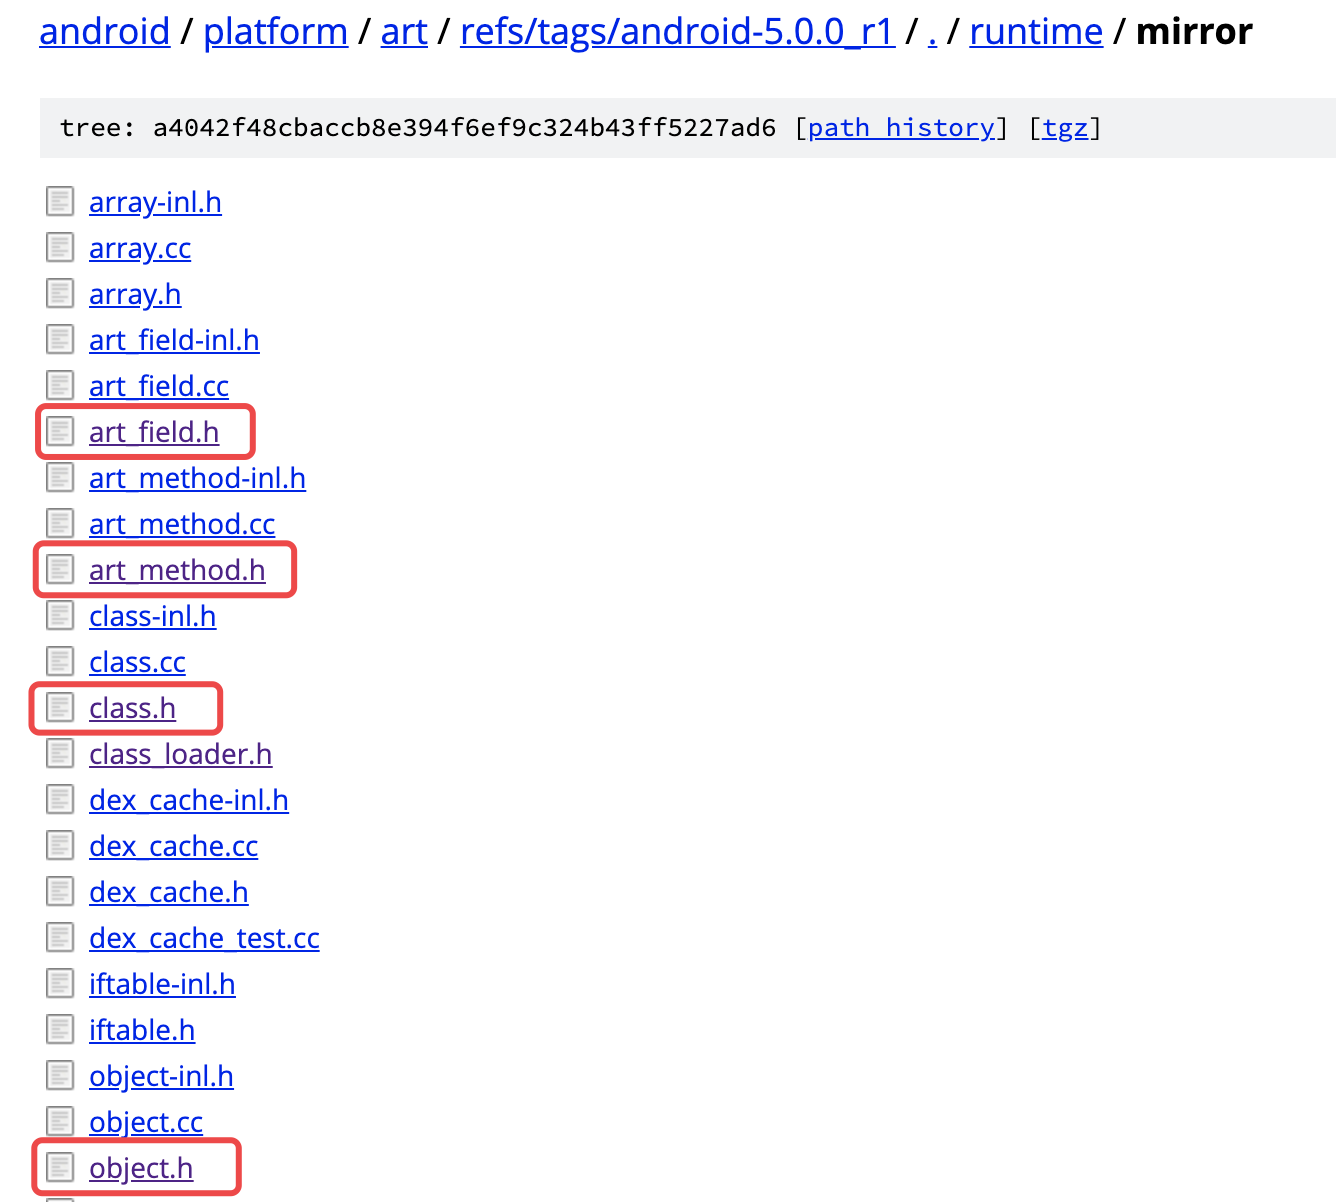 android / platform / art / refs/tags/android-5.0.0_r1 / . / runtime / mirror
tree: a4042f48cbaccb8e394f6ef9c324b43ff5227ad6 [path history] [tgz]
array-inl.h
array.cc
array.h
art_field-inl.h
art_field.cc
art_field.h
art_method-inl.h
art_method.cc
art_method.h
class-inl.h
class.cc
class.h
class_loader.h
dex_cache-inl.h
dex_cache.cc
dex_cache.h
dex_cache_test.cc
iftable-inl.h
iftable.h
object-inl.h
object.cc
object.h